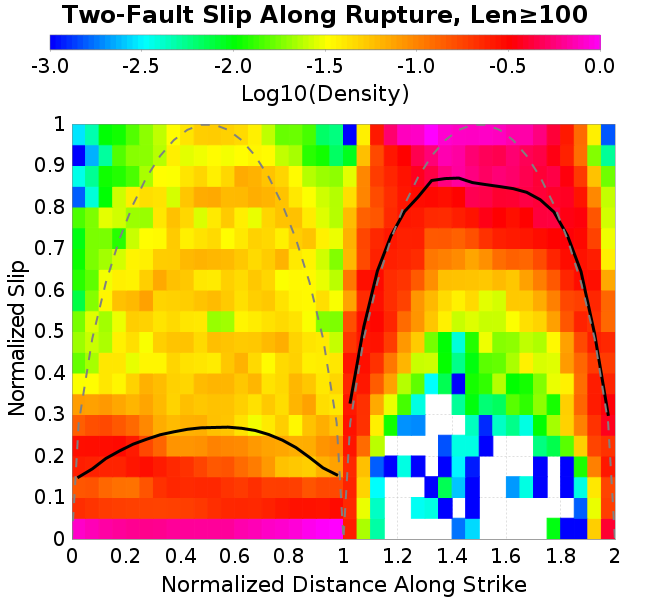 Two-Fault Slip Along Rupture, Len≥100
-3.0 -2.5 -2.0 -1.5 -1.0 -0.5 0.0
Log10(Density)
1
0.9
0.8
0.7
0.6
0.5
0.4
0.3
0.2
0.1
0
Normalized Slip
0 0.2 0.4 0.6 0.8 1 1.2 1.4 1.6 1.8 2
Normalized Distance Along Strike